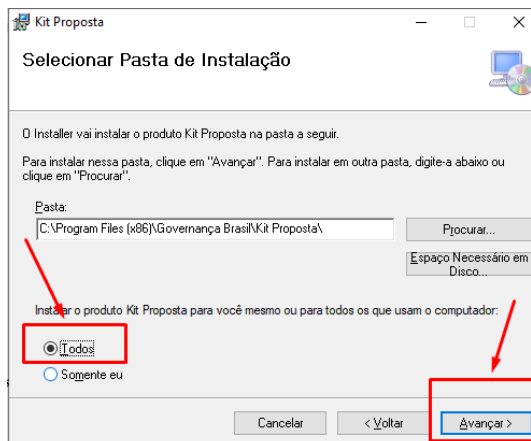 Kit Proposta
Selecionar Pasta de Instalação
O Installer vai instalar o produto Kit Proposta na pasta a seguir.
Para instalar nessa pasta, clique em "Avançar". Para instalar em outra pasta, digite-a abaixo ou
clique em "Procurar".
Pasta:
C:\Program Files (x86)\Governança Brasil\Kit Proposta\
Procurar...
Espaço Necessário em
Disco...
Instalar o produto Kit Proposta para você mesmo ou para todos os que usam o computador:
Todos
Somente eu
Cancelar
< Voltar
Avançar >